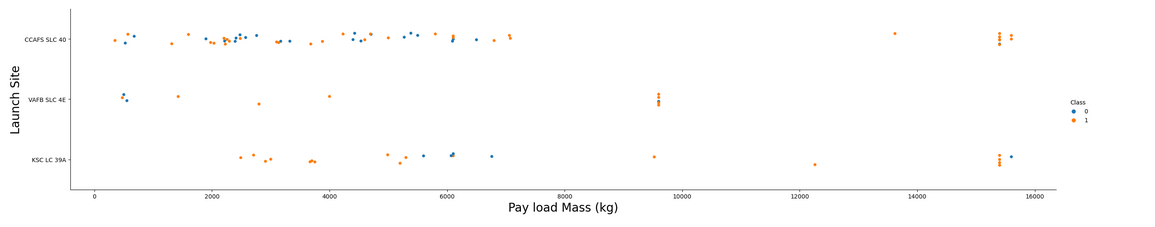 CCAFS SLC 40
VAFB SLC 4E
KSC LC 39A
Launch Site
0 2000 4000 6000 8000 10000 12000 14000 16000
Pay load Mass (kg)
Class
0
1